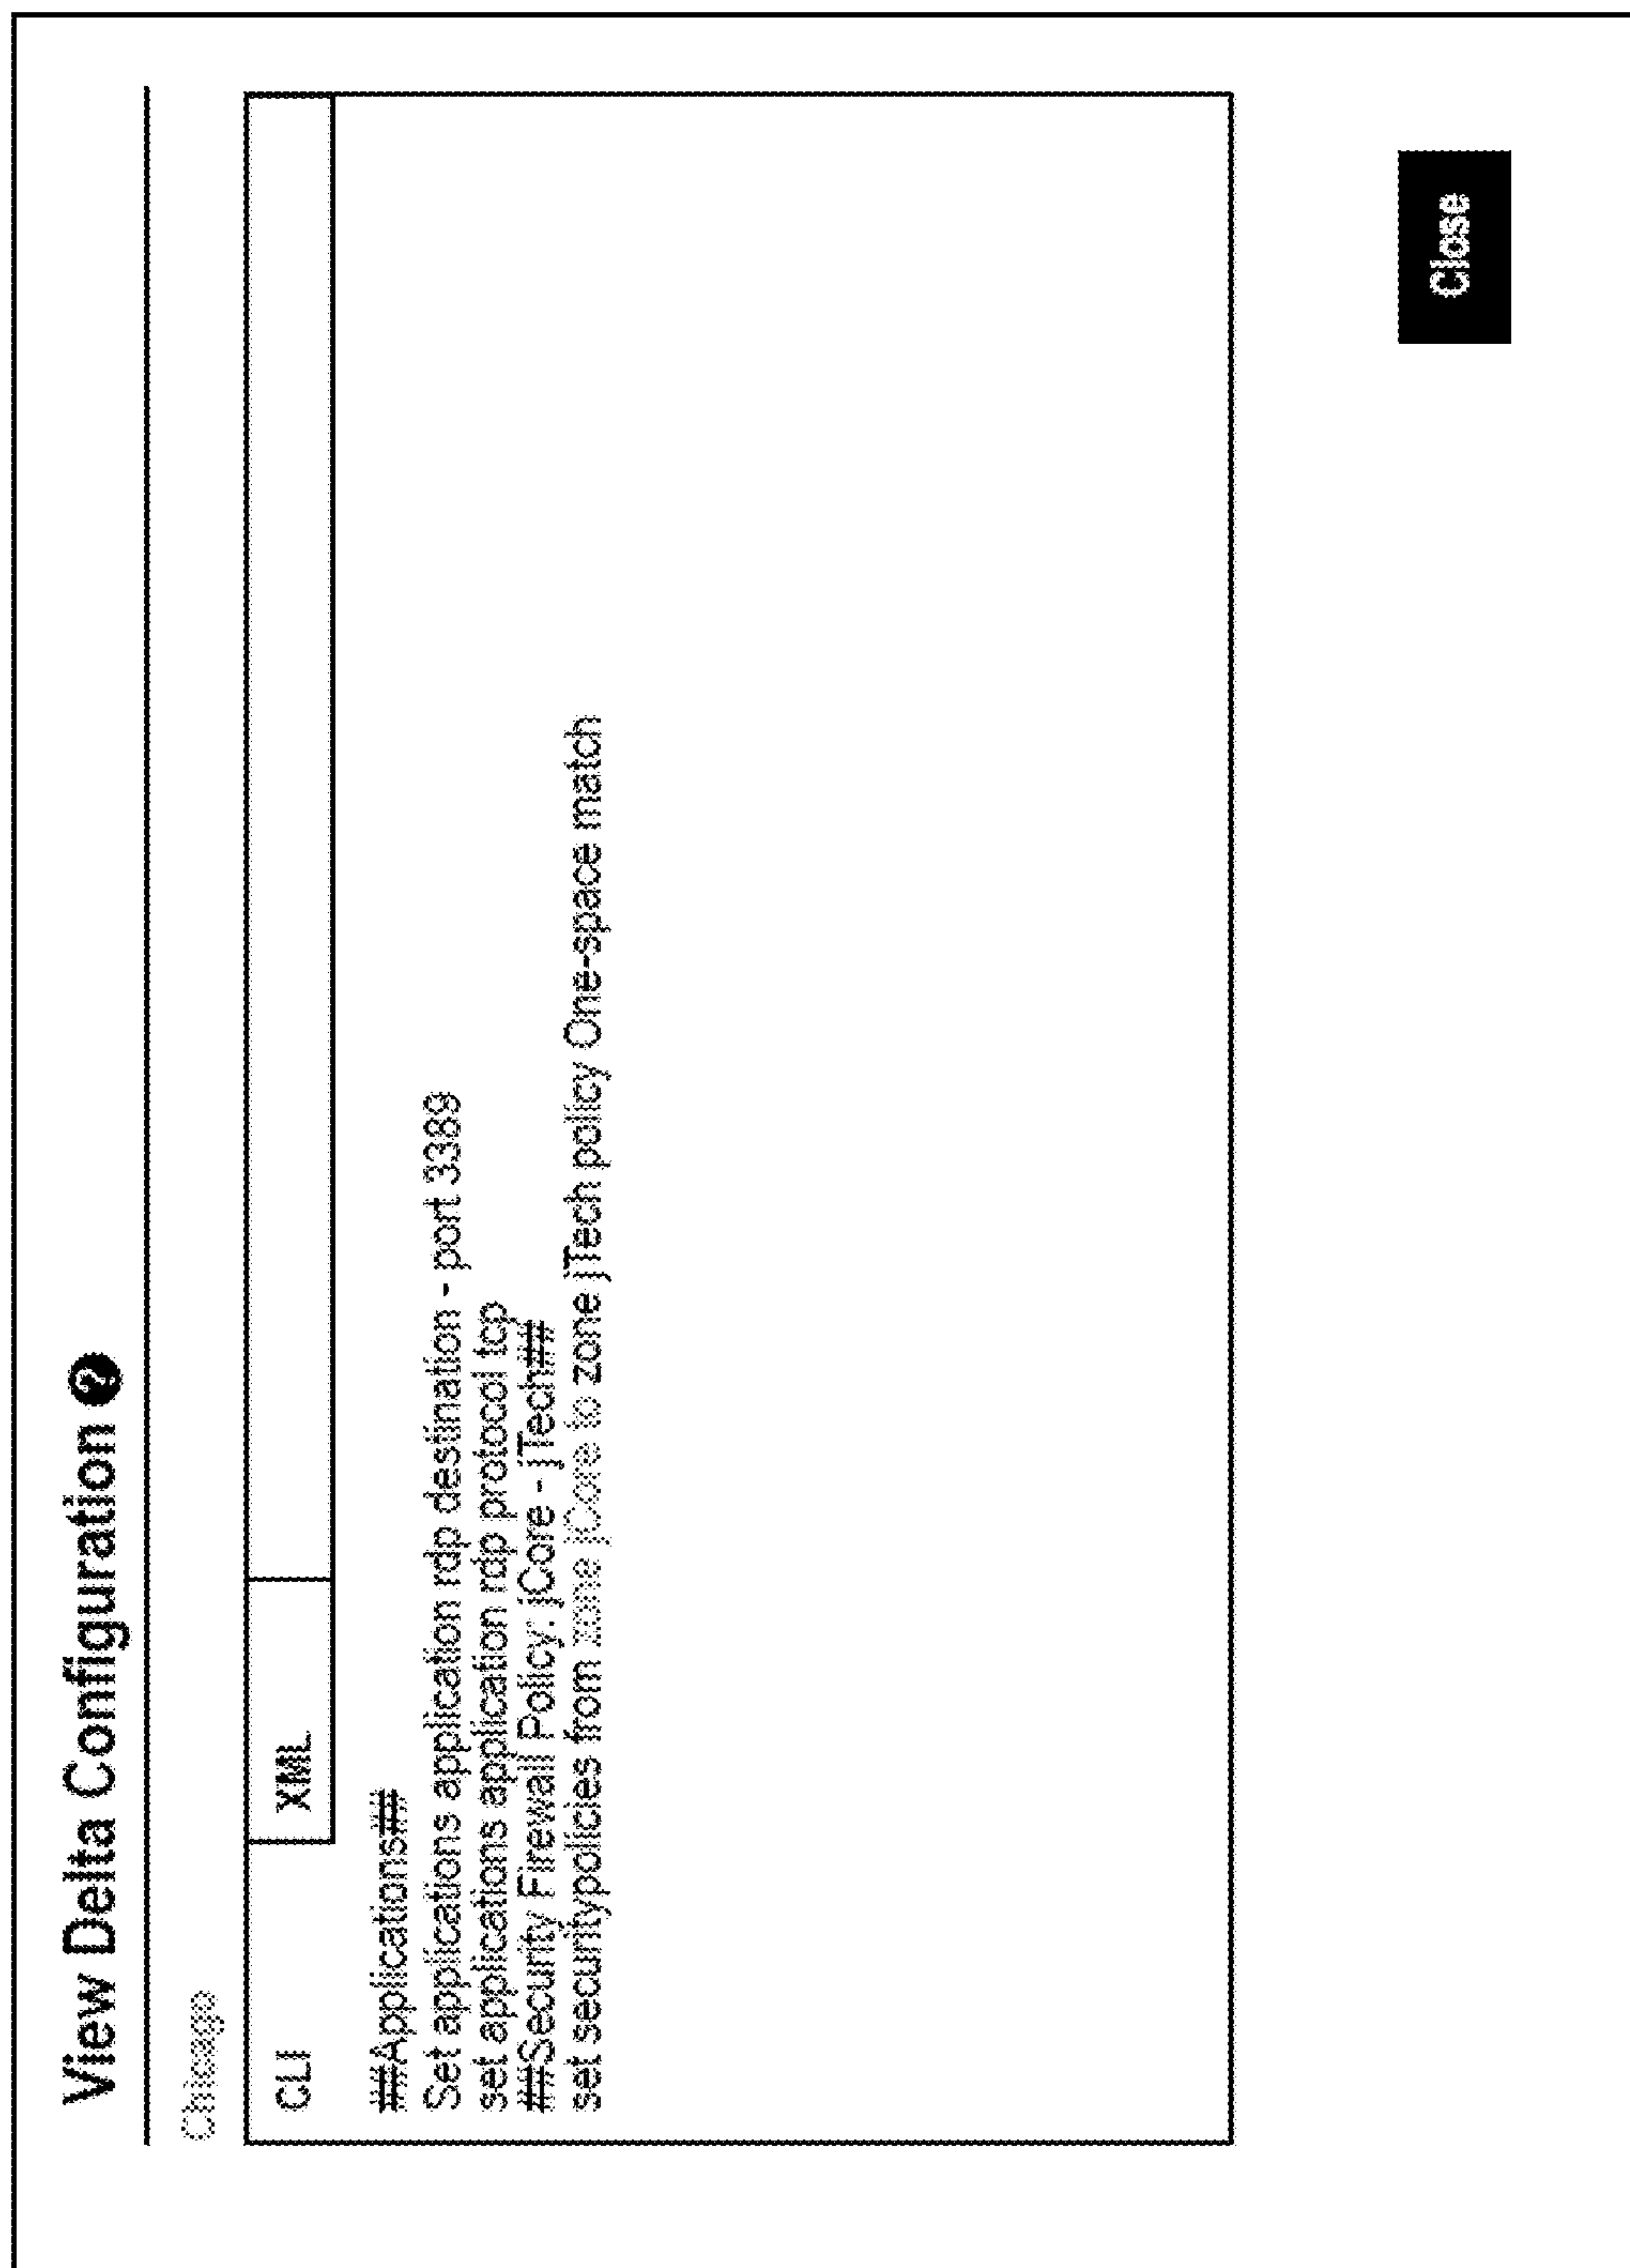 View Delta Configuration ?
Chicago
CLI XML
##Applications##
Set applications application rdp destination - port 3389
set applications application rdp protocol tcp
##Security Firewall Policy: jCore - jTech##
set securitypolicies from zone jCore to zone jTech policy One-space match
Close